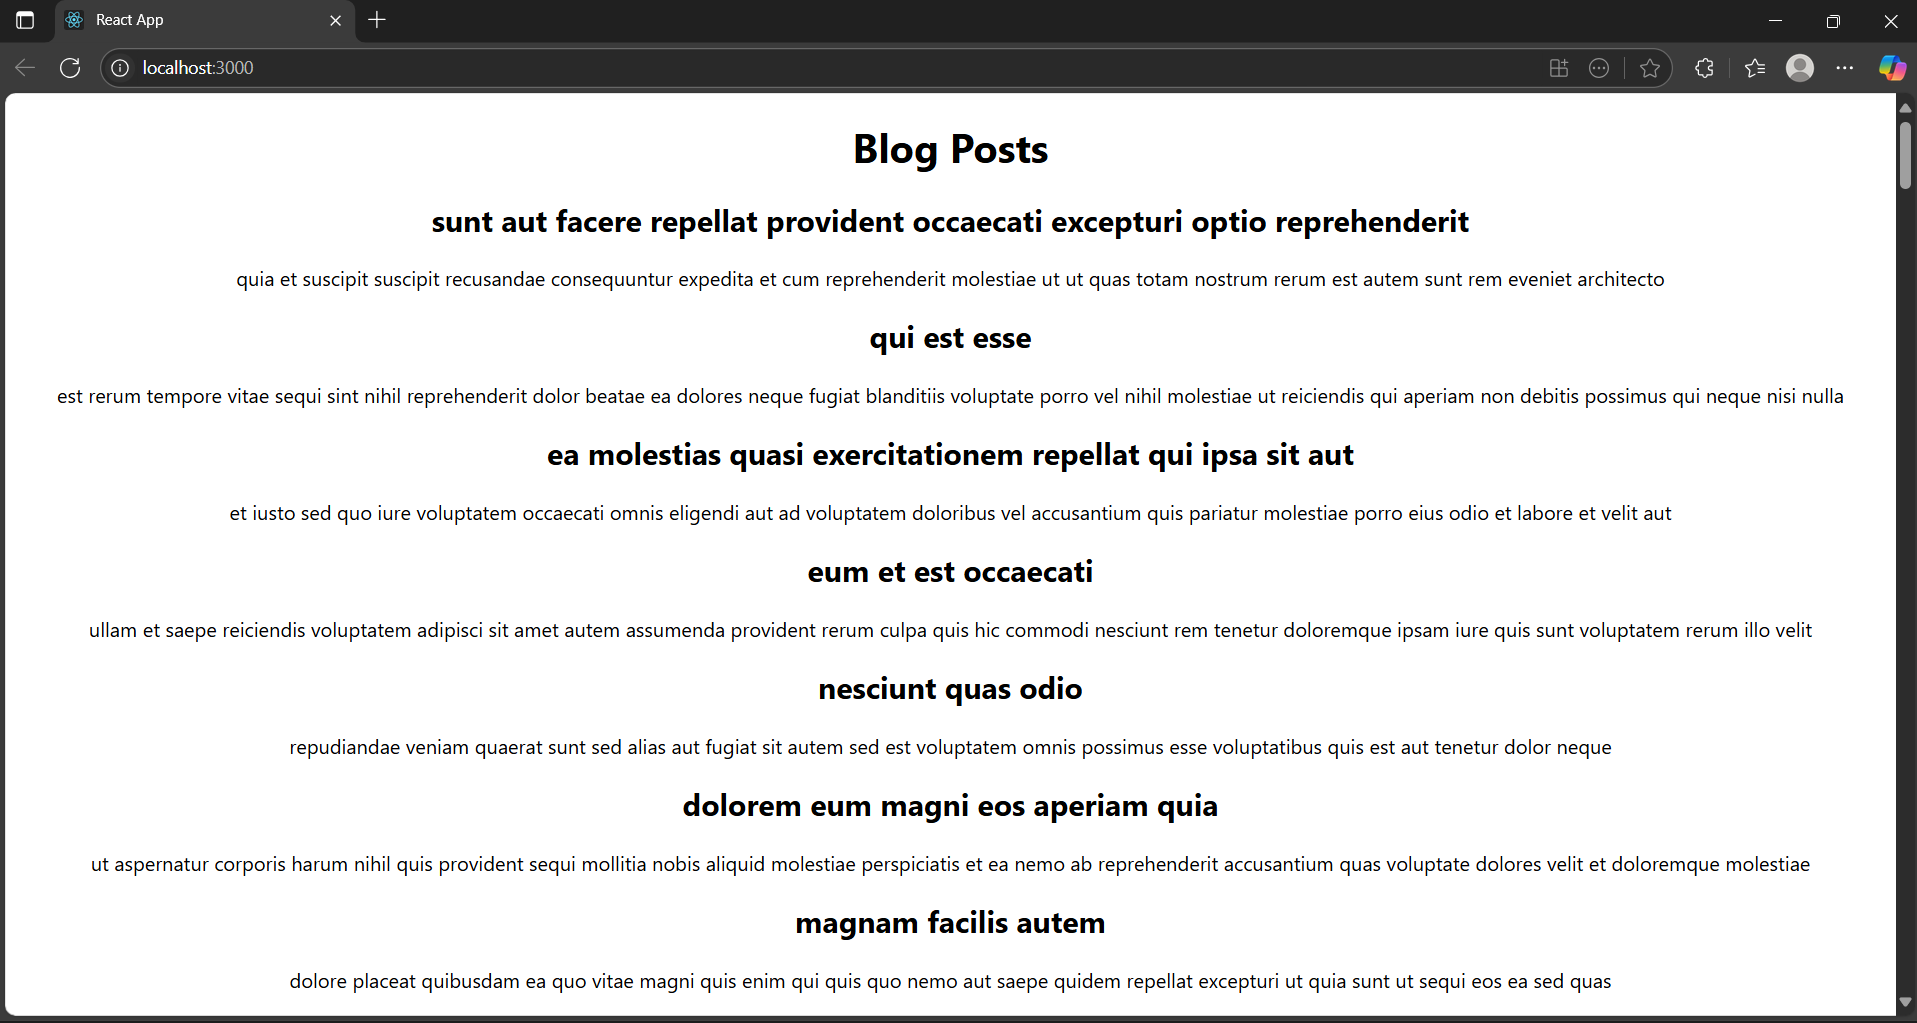 React App
localhost:3000
Blog Posts
sunt aut facere repellat provident occaecati excepturi optio reprehenderit
quia et suscipit suscipit recusandae consequuntur expedita et cum reprehenderit molestiae ut ut quas totam nostrum rerum est autem sunt rem eveniet architecto
qui est esse
est rerum tempore vitae sequi sint nihil reprehenderit dolor beatae ea dolores neque fugiat blanditiis voluptate porro vel nihil molestiae ut reiciendis qui aperiam non debitis possimus qui neque nisi nulla
ea molestias quasi exercitationem repellat qui ipsa sit aut
et iusto sed quo iure voluptatem occaecati omnis eligendi aut ad voluptatem doloribus vel accusantium quis pariatur molestiae porro eius odio et labore et velit aut
eum et est occaecati
ullam et saepe reiciendis voluptatem adipisci sit amet autem assumenda provident rerum culpa quis hic commodi nesciunt rem tenetur doloremque ipsam iure quis sunt voluptatem rerum illo velit
nesciunt quas odio
repudiandae veniam quaerat sunt sed alias aut fugiat sit autem sed est voluptatem omnis possimus esse voluptatibus quis est aut tenetur dolor neque
dolorem eum magni eos aperiam quia
ut aspernatur corporis harum nihil quis provident sequi mollitia nobis aliquid molestiae perspiciatis et ea nemo ab reprehenderit accusantium quas voluptate dolores velit et doloremque molestiae
magnam facilis autem
dolore placeat quibusdam ea quo vitae magni quis enim qui quis quo nemo aut saepe quidem repellat excepturi ut quia sunt ut sequi eos ea sed quas